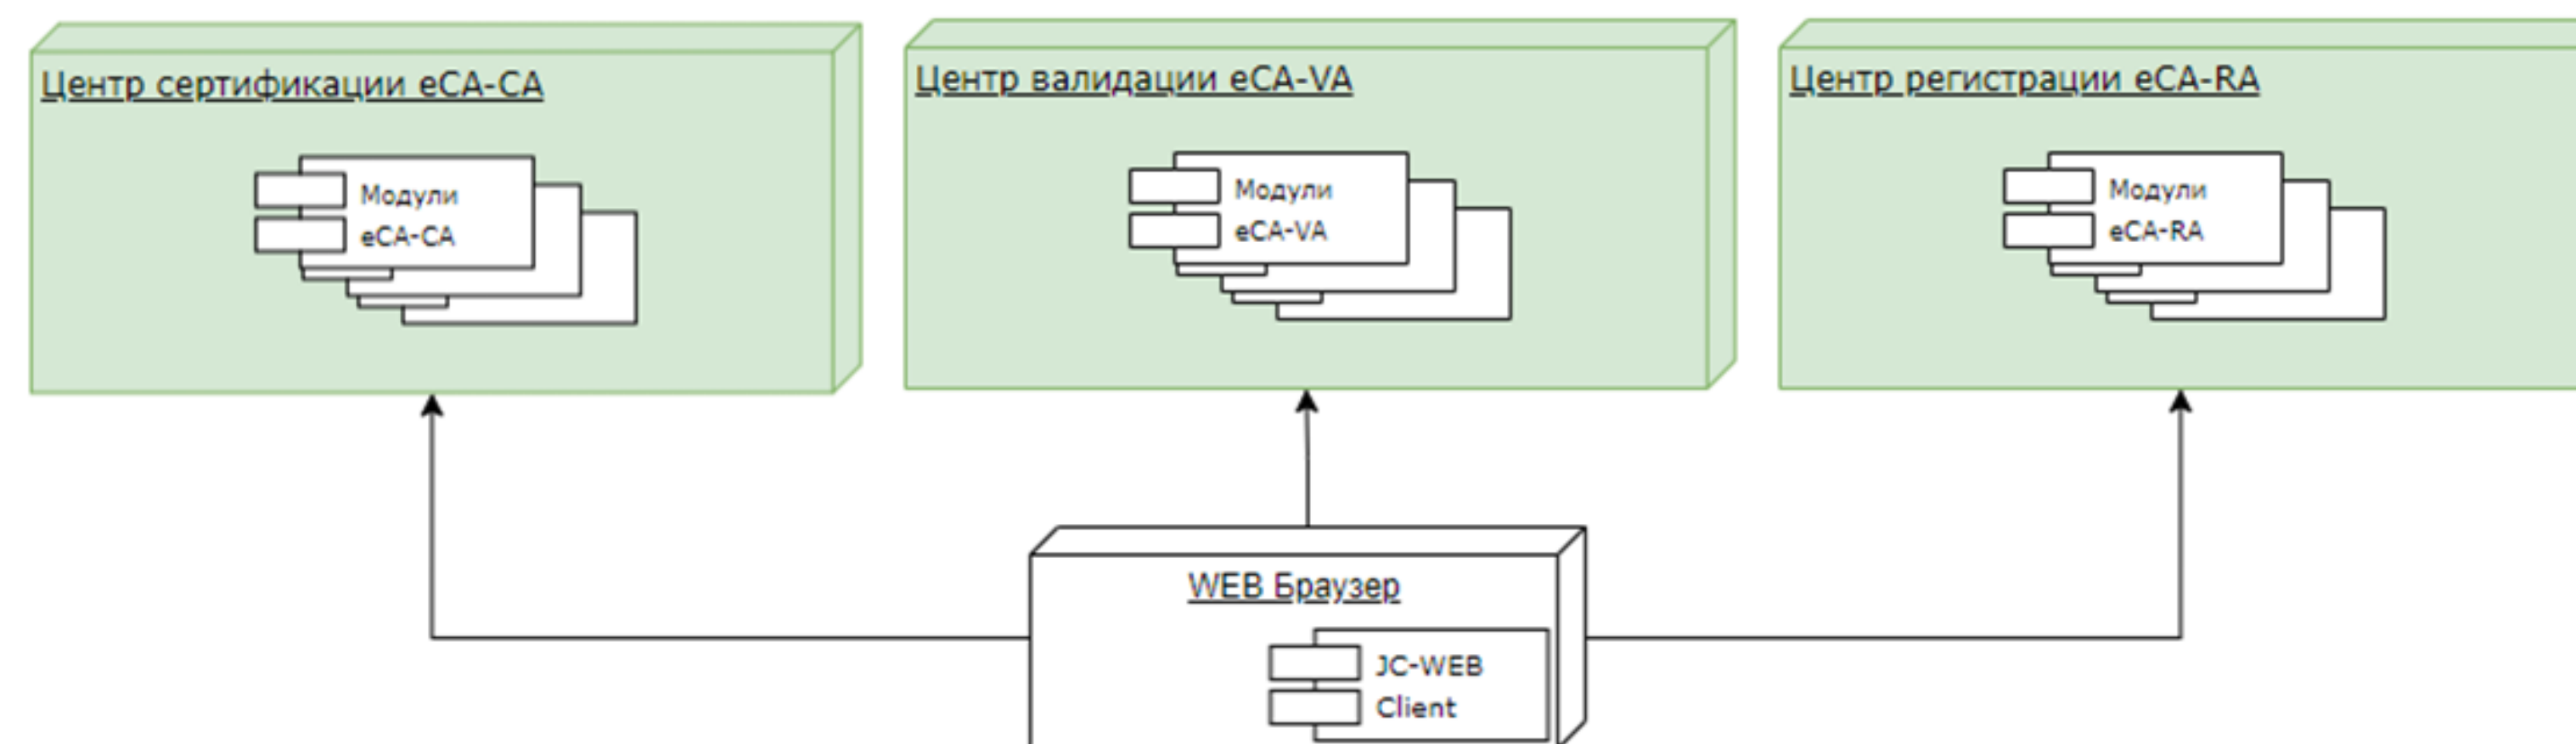 Центр сертификации eCA-CA
Модули
eCA-CA
Центр валидации eCA-VA
Модули
eCA-VA
Центр регистрации eCA-RA
Модули
eCA-RA
WEB Браузер
JC-WEB
Client